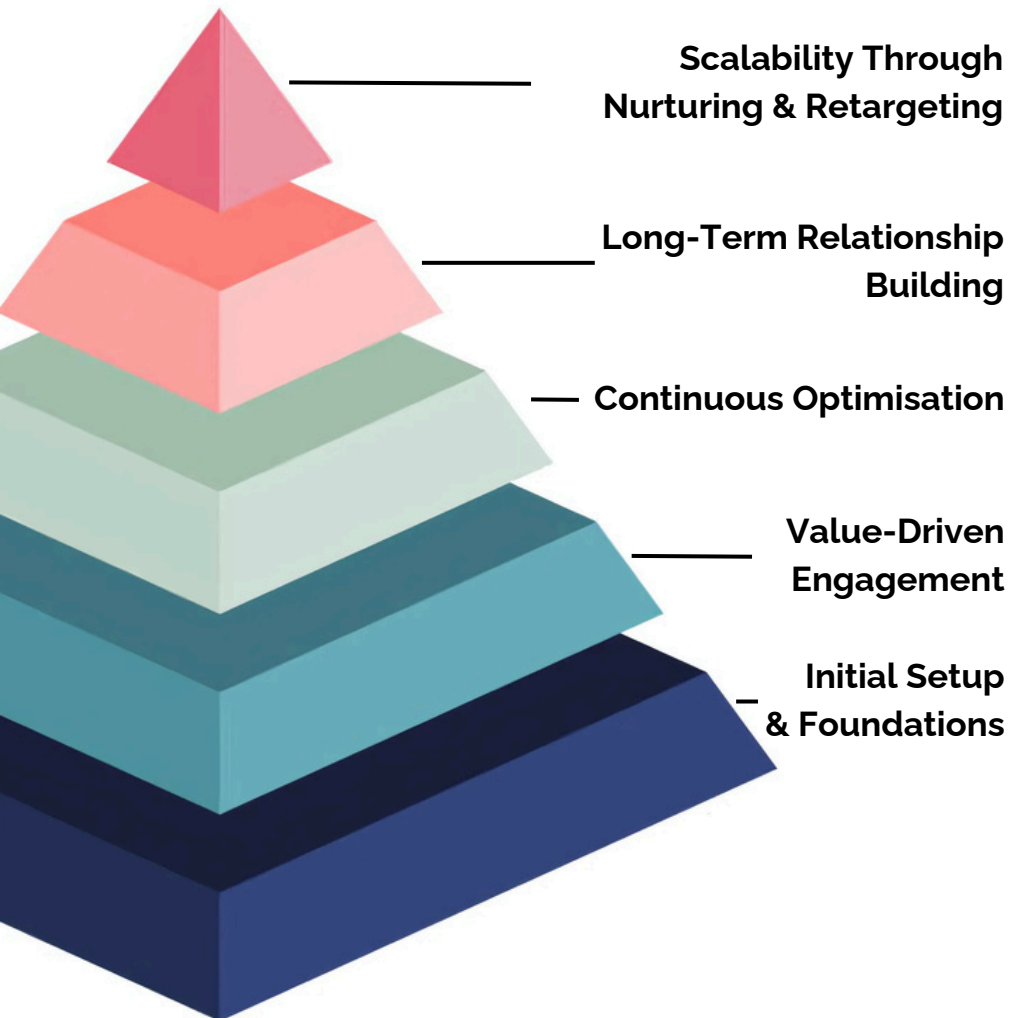 Scalability Through
Nurturing & Retargeting
Long-Term Relationship
Building
Continuous Optimisation
Value-Driven
Engagement
Initial Setup
& Foundations